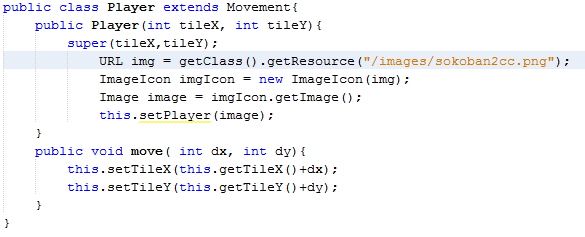 public class Player extends Movement{
    public Player(int tileX, int tileY){
        super(tileX,tileY);
            URL img = getClass().getResource("/images/sokoban2cc.png");
            ImageIcon imgIcon = new ImageIcon(img);
            Image image = imgIcon.getImage();
            this.setPlayer(image);
    }
    public void move( int dx, int dy){
        this.setTileX(this.getTileX()+dx);
        this.setTileY(this.getTileY()+dy);
    }
}